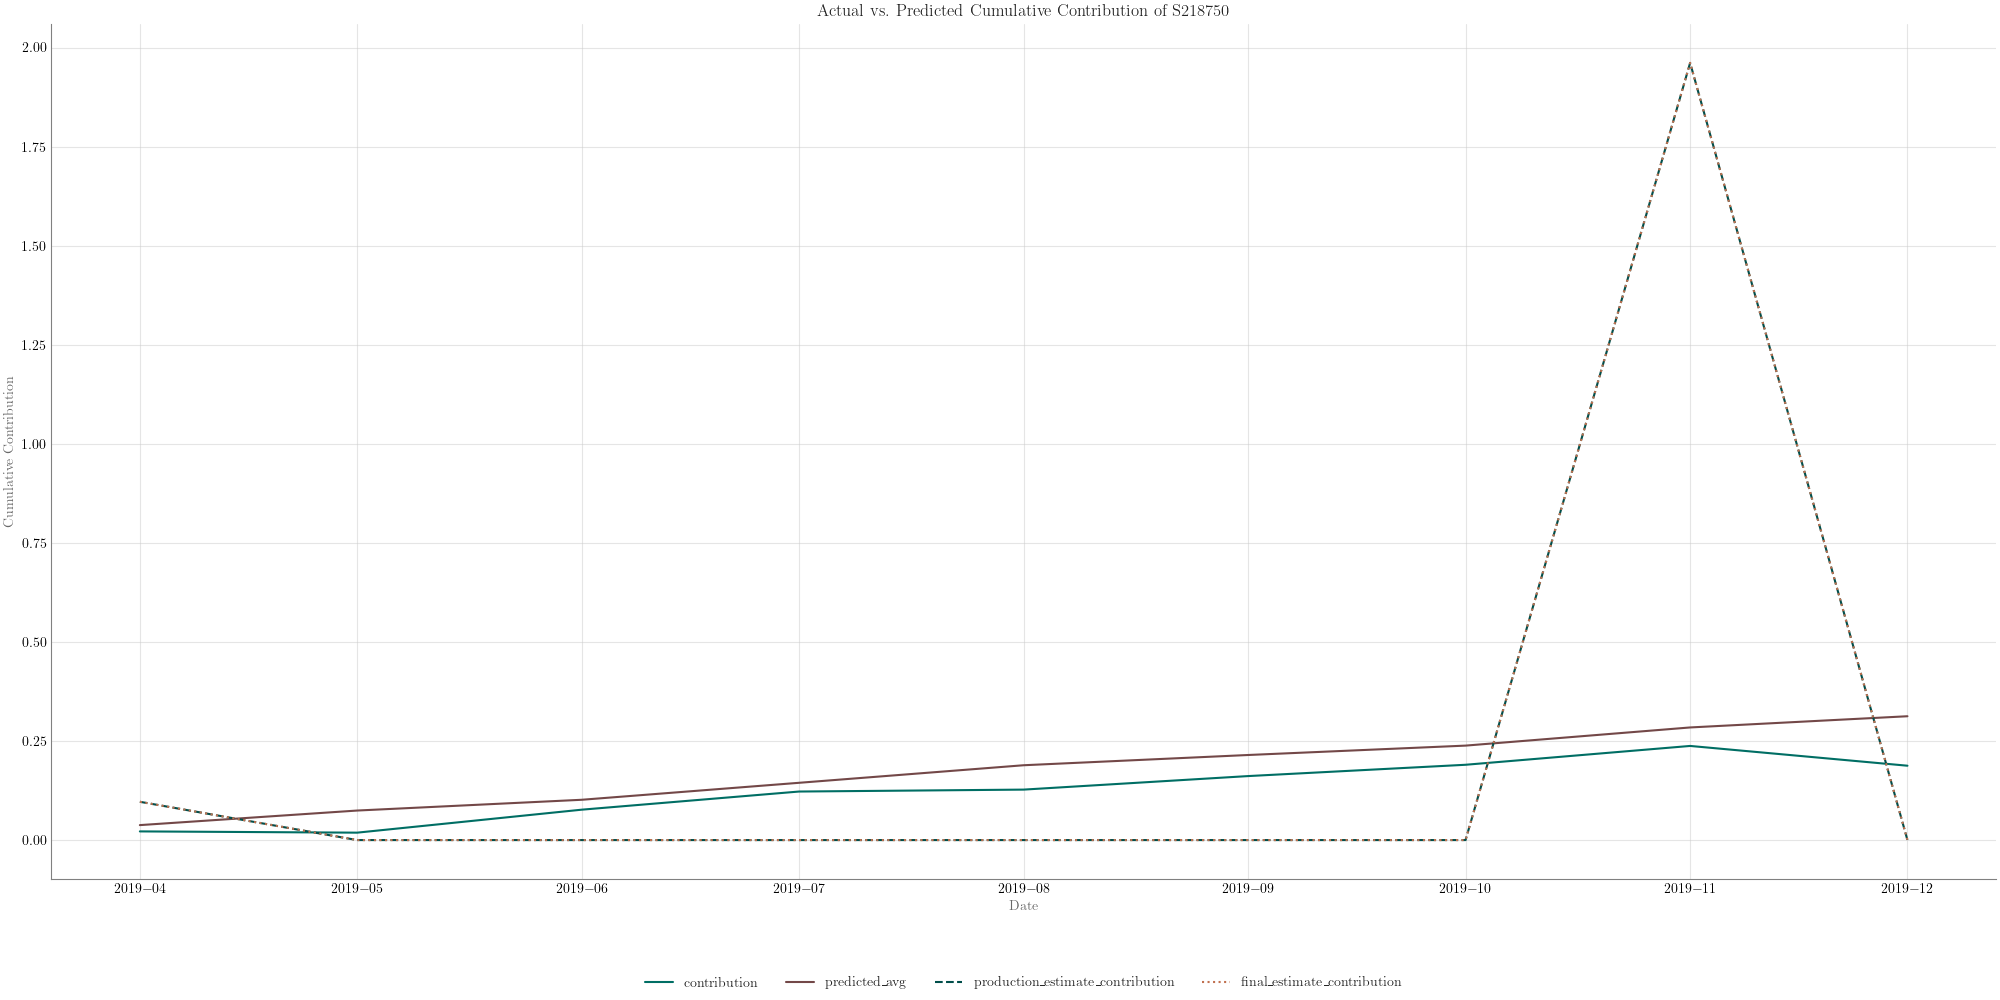 Actual vs. Predicted Cumulative Contribution of S218750
2.00
1.75
1.50
1.25
1.00
0.75
0.50
0.25
0.00
Cumulative Contribution
2019−04 2019−05 2019−06 2019−07 2019−08 2019−09 2019−10 2019−11 2019−12
Date
contribution predicted_avg production_estimate_contribution final_estimate_contribution